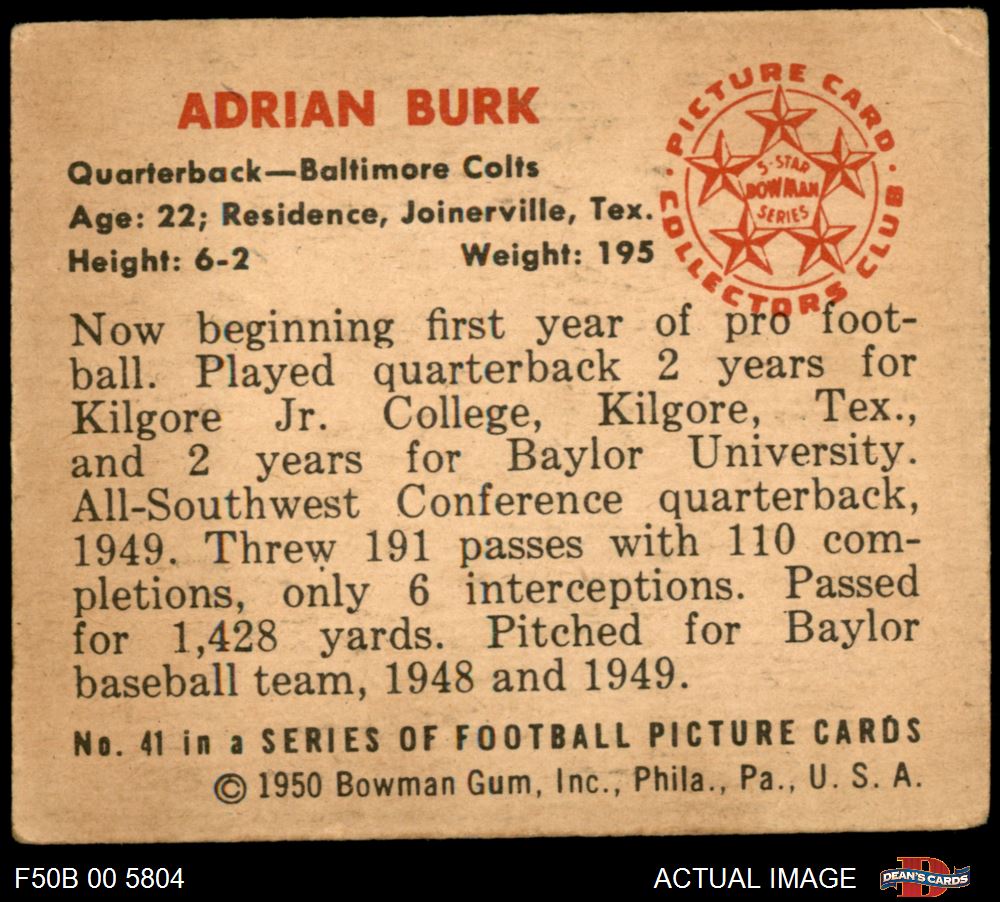 ADRIAN BURK
Quarterback—Baltimore Colts
Age: 22; Residence, Joinerville, Tex.
Height: 6-2 Weight: 195
PICTURE CARD
COLLECTORS CLUB
5-STAR
BOWMAN
SERIES
Now beginning first year of pro foot-
ball. Played quarterback 2 years for
Kilgore Jr. College, Kilgore, Tex.,
and 2 years for Baylor University.
All-Southwest Conference quarterback,
1949. Threw 191 passes with 110 com-
pletions, only 6 interceptions. Passed
for 1,428 yards. Pitched for Baylor
baseball team, 1948 and 1949.
No. 41 in a SERIES OF FOOTBALL PICTURE CARDS
© 1950 Bowman Gum, Inc., Phila., Pa., U. S. A.
F50B 00 5804
ACTUAL IMAGE
D
DEAN'S CARDS